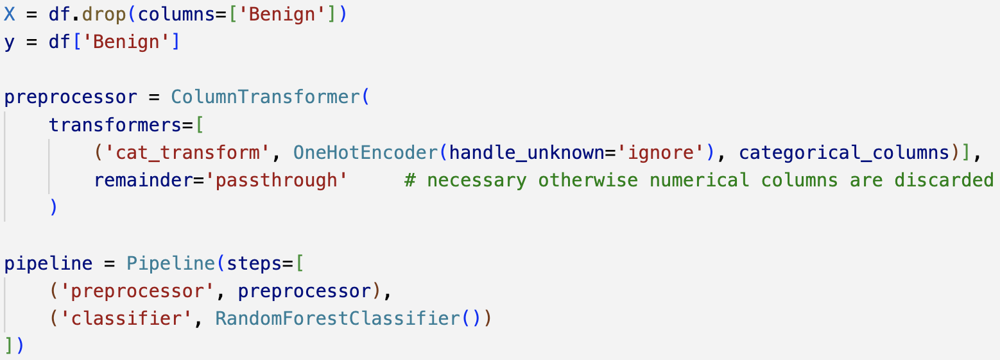 X = df.drop(columns=['Benign'])
y = df['Benign']
preprocessor = ColumnTransformer(
transformers=[
('cat_transform', OneHotEncoder(handle_unknown='ignore'), categorical_columns)],
remainder='passthrough'     # necessary otherwise numerical columns are discarded
)
pipeline = Pipeline(steps=[
('preprocessor', preprocessor),
('classifier', RandomForestClassifier())
])